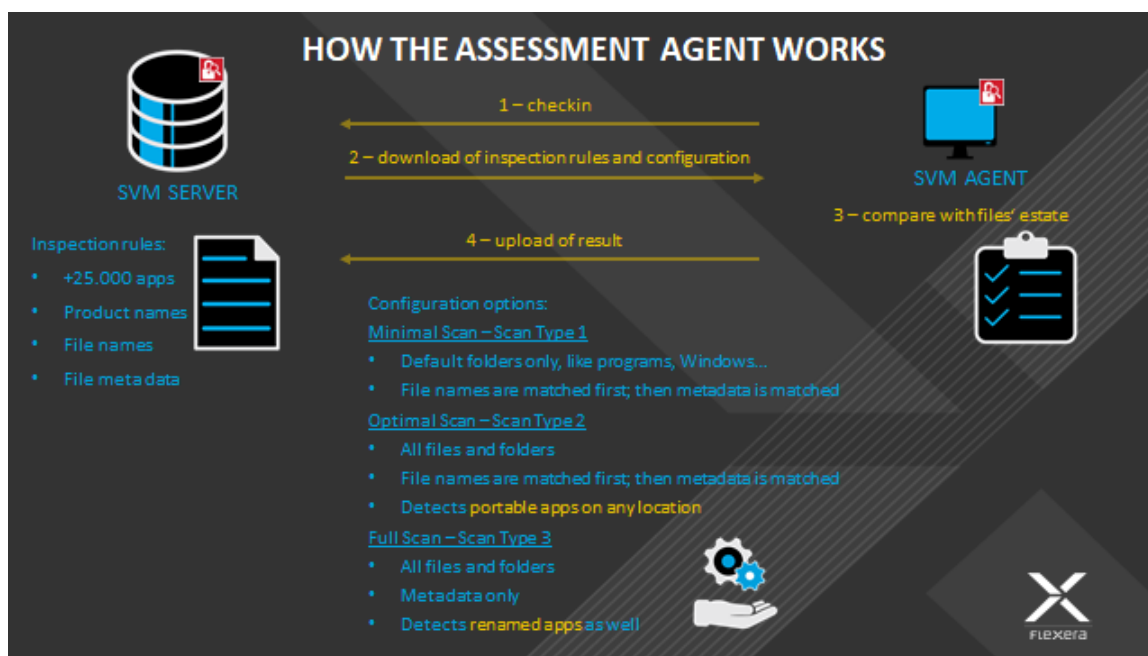 HOW THE ASSESSMENT AGENT WORKS
1 – checkin
2 – download of inspection rules and configuration
SVM SERVER
SVM AGENT
3 – compare with files' estate
4 – upload of result
Inspection rules:
• +25.000 apps
• Product names
• File names
• File meta data
Configuration options:
Minimal Scan – Scan Type 1
• Default folders only, like programs, Windows...
• File names are matched first; then metadata is matched
Optimal Scan – Scan Type 2
• All files and folders
• File names are matched first; then metadata is matched
• Detects portable apps on any location
Full Scan – Scan Type 3
• All files and folders
• Metadata only
• Detects renamed apps as well
FLEXera